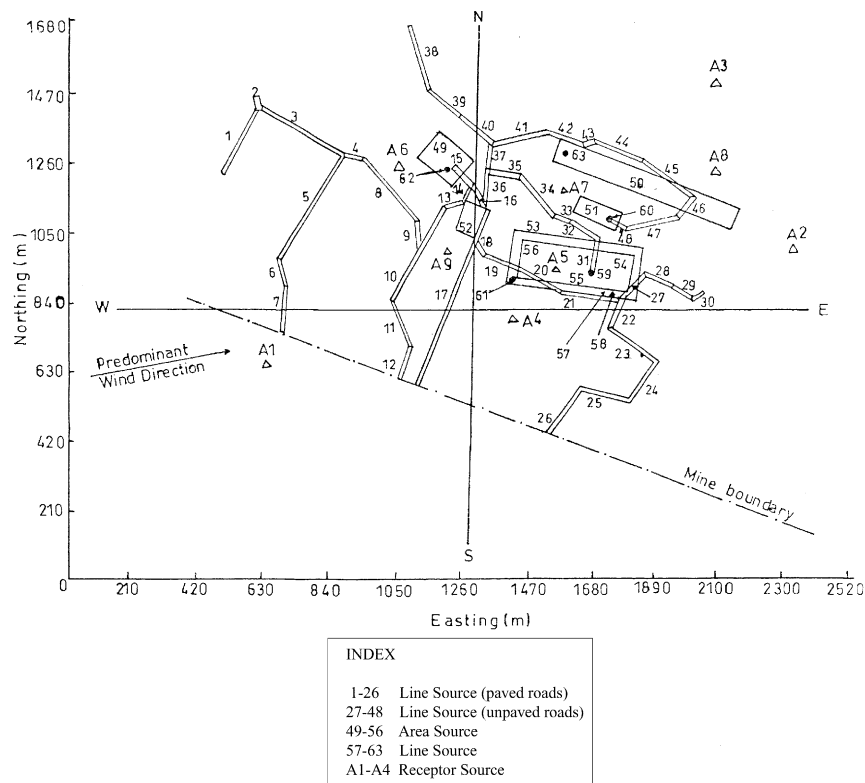 1680
1470
1260
1050
840
630
420
210
0
Northing (m)
0 210 420 630 840 1050 1250 1470 1680 1890 2100 2300 2520
Easting (m)
N
S
W
E
Predominant
Wind Direction
Mine boundary
A1
A2
A3
A4
A5
A6
A7
A8
A9
1
2
3
4
5
6
7
8
9
10
11
12
13
14
15
16
17
18
19
20
21
22
23
24
25
26
27
28
29
30
31
32
33
34
35
36
37
38
39
40
41
42
43
44
45
46
47
48
49
50
51
52
53
54
55
56
57
58
59
60
61
62
63
INDEX
1-26 Line Source (paved roads)
27-48 Line Source (unpaved roads)
49-56 Area Source
57-63 Line Source
A1-A4 Receptor Source